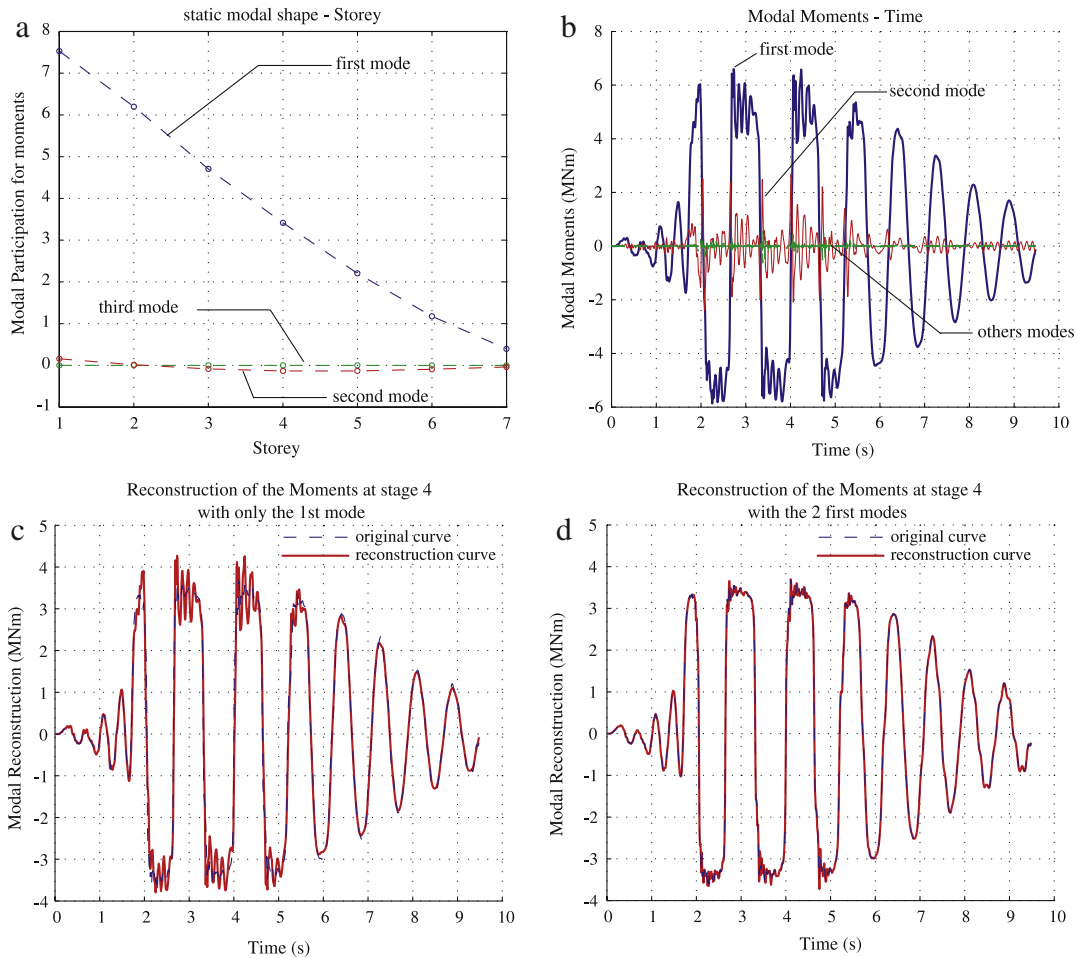 a
static modal shape - Storey
Modal Participation for moments
8
7
6
5
4
3
2
1
0
-1
first mode
third mode
second mode
1 2 3 4 5 6 7
Storey
b
Modal Moments - Time
Modal Moments (MNm)
6
4
2
0
-2
-4
-6
first mode
second mode
others modes
0 1 2 3 4 5 6 7 8 9 10
Time (s)
c
Reconstruction of the Moments at stage 4
with only the 1st mode
original curve
reconstruction curve
Modal Reconstruction (MNm)
5
4
3
2
1
0
-1
-2
-3
-4
0 1 2 3 4 5 6 7 8 9 10
Time (s)
d
Reconstruction of the Moments at stage 4
with the 2 first modes
original curve
reconstruction curve
Modal Reconstruction (MNm)
5
4
3
2
1
0
-1
-2
-3
-4
0 1 2 3 4 5 6 7 8 9 10
Time (s)